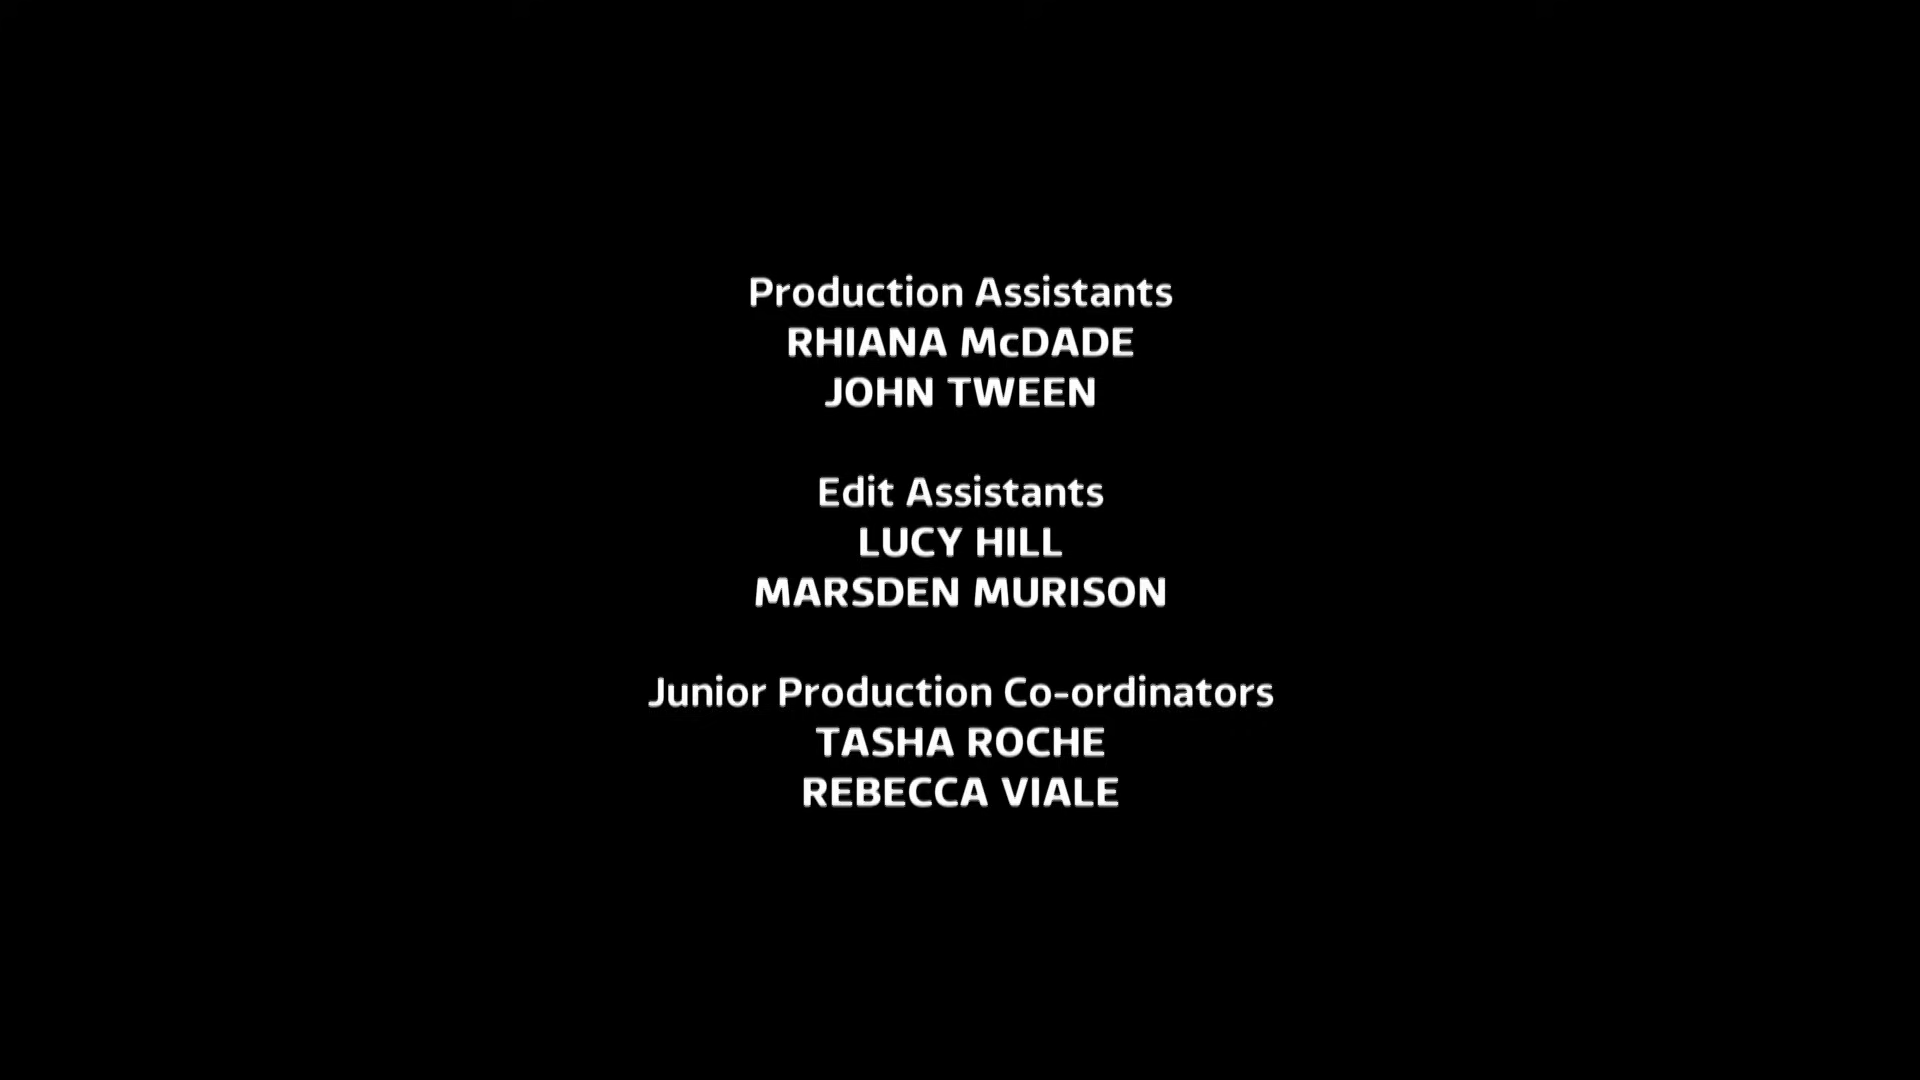 Production Assistants
RHIANA McDADE
JOHN TWEEN
Edit Assistants
LUCY HILL
MARSDEN MURISON
Junior Production Co-ordinators
TASHA ROCHE
REBECCA VIALE